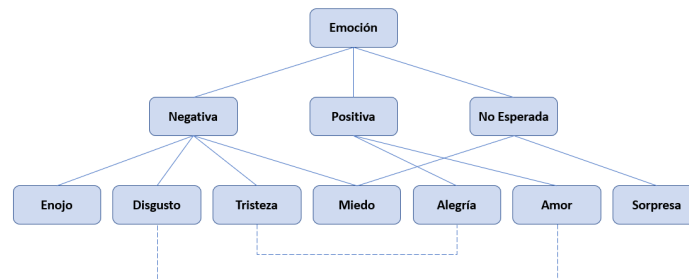 Emoción
Negativa
Positiva
No Esperada
Enojo
Disgusto
Tristeza
Miedo
Alegría
Amor
Sorpresa